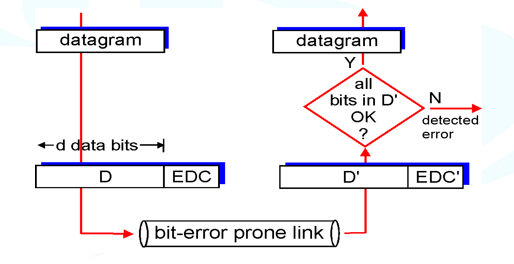 datagram
datagram
Y
all
bits in D'
OK
?
N
detected
error
d data bits
D
EDC
D'
EDC'
bit-error prone link